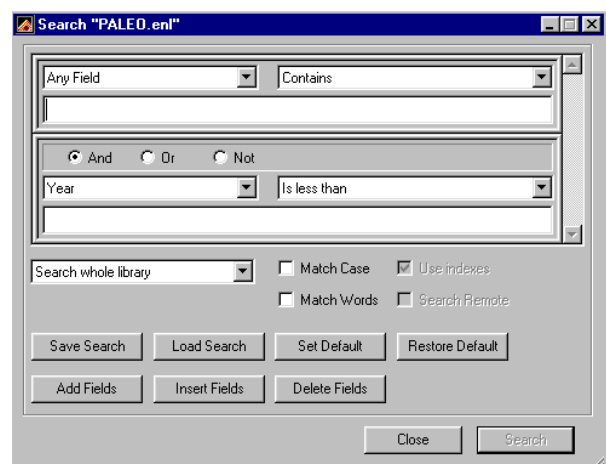 Search "PALEO.enl"
Any Field Contains
And Or Not
Year Is less than
Search whole library Match Case Use indexes
Match Words Search Remote
Save Search Load Search Set Default Restore Default
Add Fields Insert Fields Delete Fields
Close Search